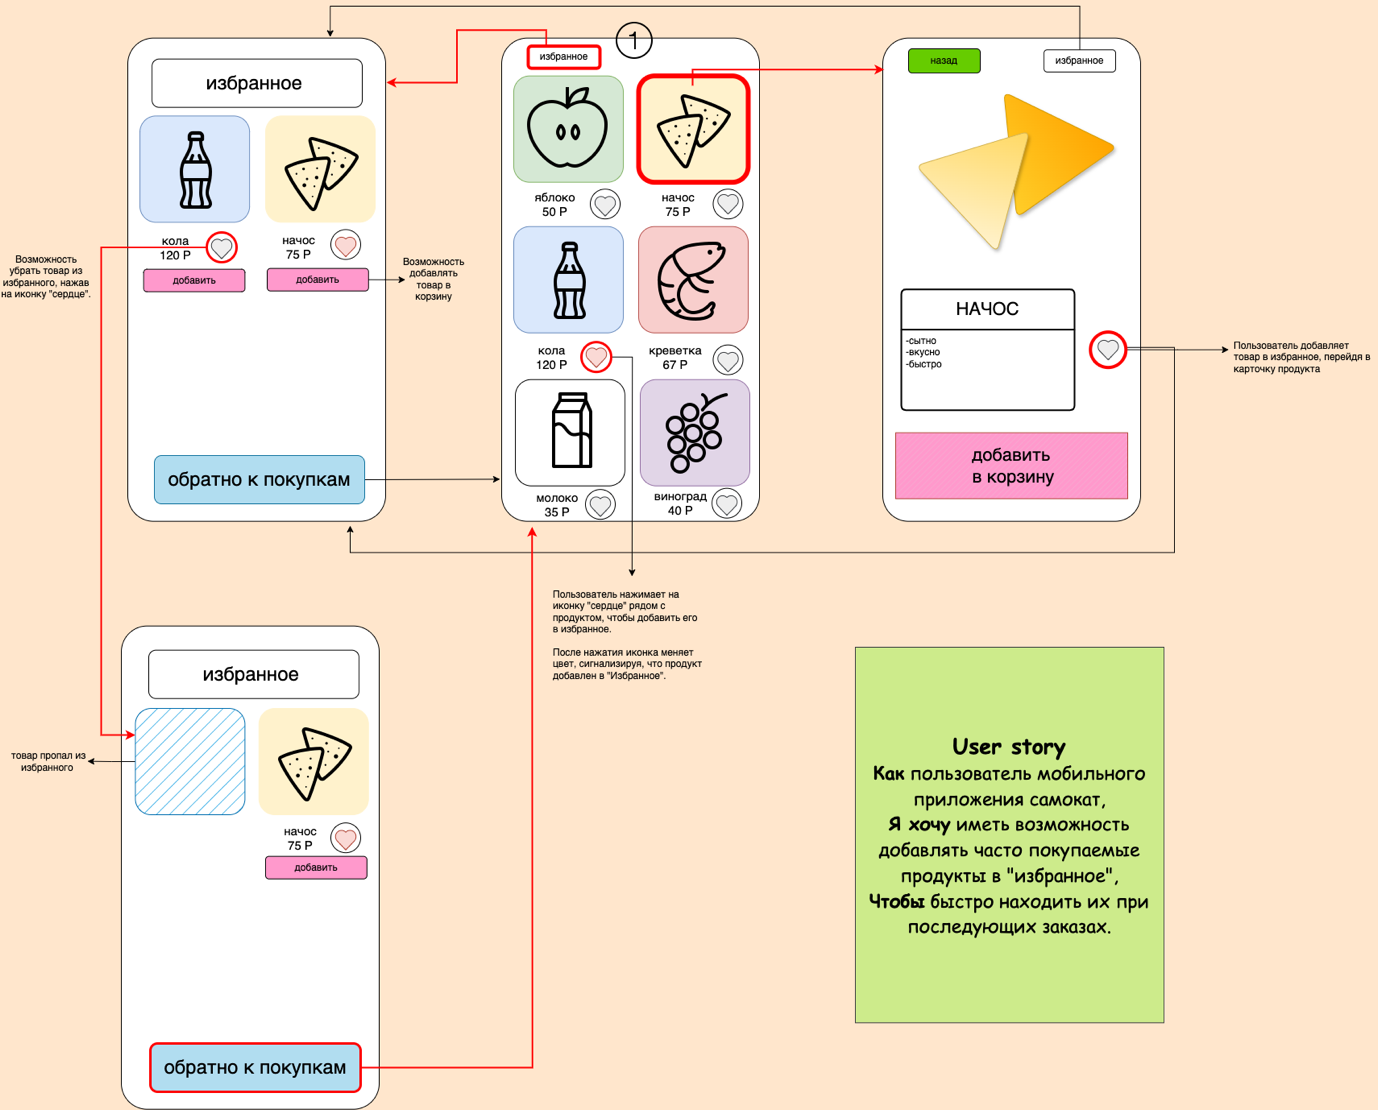 избранное
кола
120 Р
начос
75 Р
добавить
добавить
обратно к покупкам
Возможность
убрать товар из
избранного, нажав
на иконку "сердце".
Возможность
добавлять
товар в
корзину
1
избранное
яблоко
50 Р
начос
75 Р
кола
120 Р
креветка
67 Р
молоко
35 Р
виноград
40 Р
Пользователь нажимает на
иконку "сердце" рядом с
продуктом, чтобы добавить его
в избранное.
После нажатия иконка меняет
цвет, сигнализируя, что продукт
добавлен в "Избранное".
назад
избранное
НАЧОС
-сытно
-вкусно
-быстро
добавить
в корзину
Пользователь добавляет
товар в избранное, перейдя в
карточку продукта
избранное
товар пропал из
избранного
начос
75 Р
добавить
обратно к покупкам
User story
Как пользователь мобильного
приложения самокат,
Я хочу иметь возможность
добавлять часто покупаемые
продукты в "избранное",
Чтобы быстро находить их при
последующих заказах.